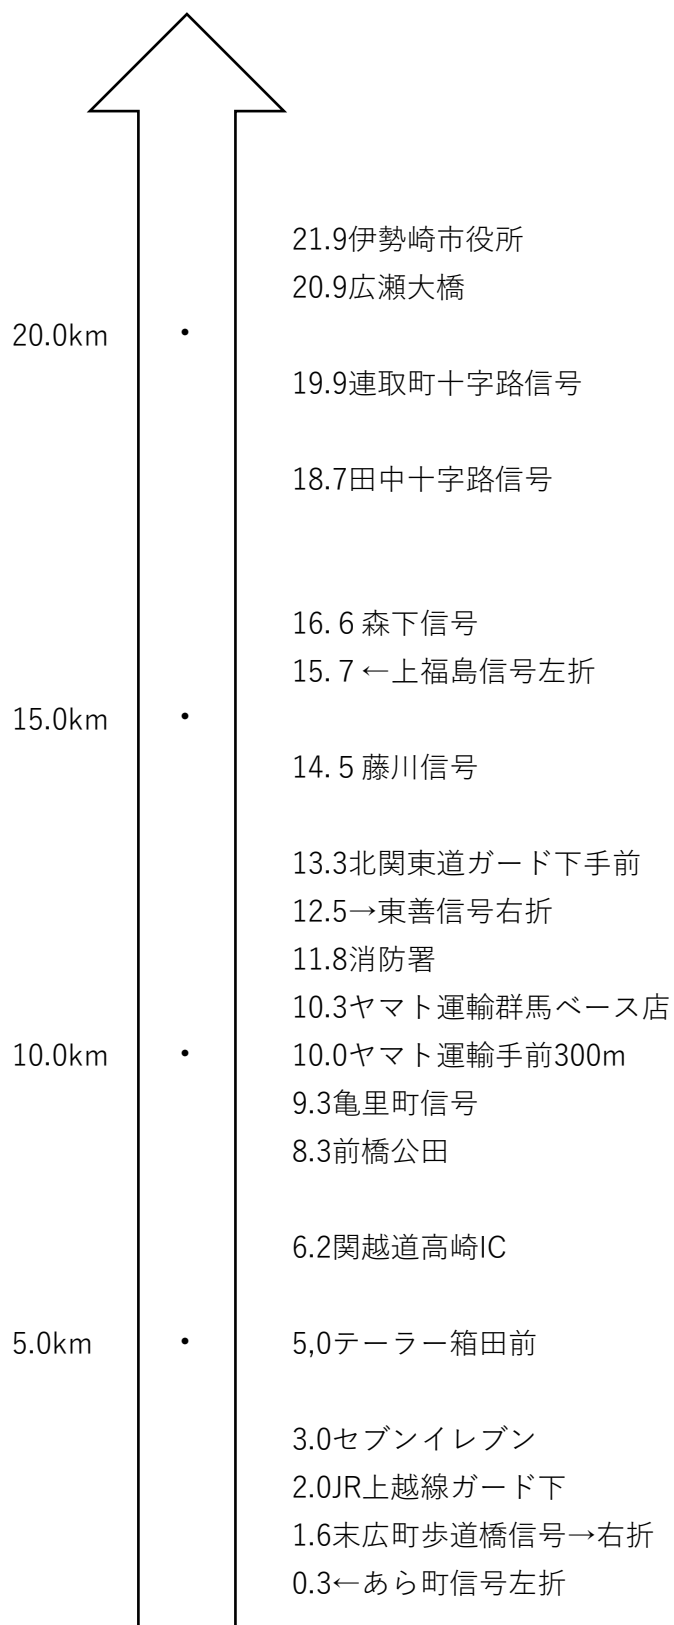 21.9伊勢崎市役所
20.9広瀬大橋
20.0km ・
19.9連取町十字路信号
18.7田中十字路信号
16.６森下信号
15.７←上福島信号左折
15.0km ・
14.５藤川信号
13.3北関東道ガード下手前
12.5→東善信号右折
11.8消防署
10.3ヤマト運輸群馬ベース店
10.0km ・ 10.0ヤマト運輸手前300m
9.3亀里町信号
8.3前橋公田
6.2関越道高崎IC
5.0km ・ 5,0テーラー箱田前
3.0セブンイレブン
2.0JR上越線ガード下
1.6末広町歩道橋信号→右折
0.3←あら町信号左折